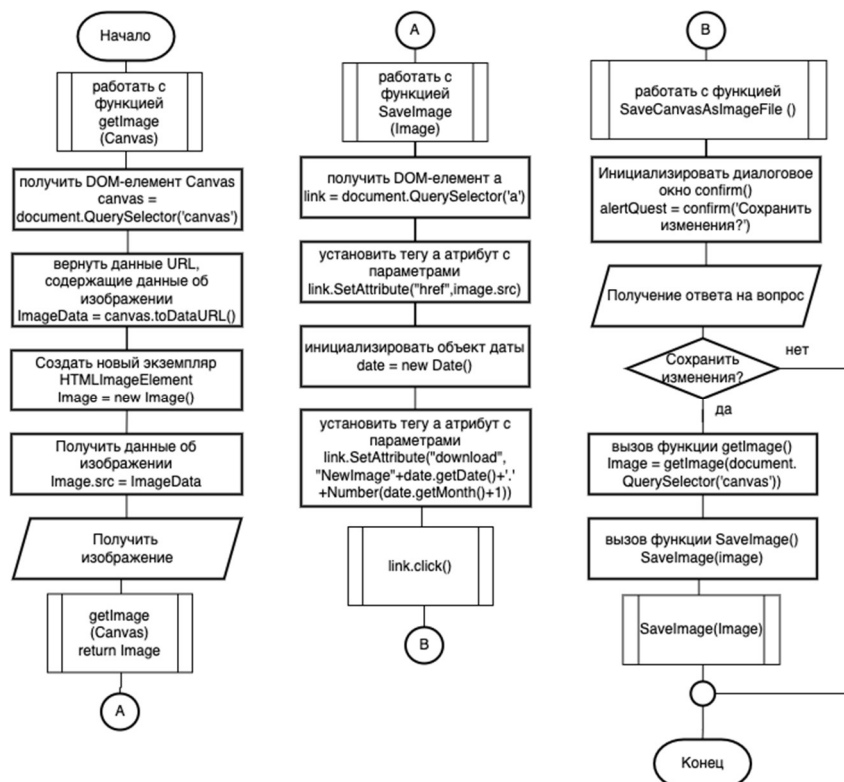 Начало
работать с
функцией
getImage
(Canvas)
получить DOM-элемент Canvas
canvas =
document.QuerySelector('canvas')
вернуть данные URL,
содержащие данные об
изображении
ImageData = canvas.toDataURL()
Создать новый экземпляр
HTMLImageElement
Image = new Image()
Получить данные об
изображении
Image.src = ImageData
Получить
изображение
getImage
(Canvas)
return Image
A
A
работать с
функцией
SaveImage
(Image)
получить DOM-элемент a
link = document.QuerySelector('a')
установить тегу а атрибут с
параметрами
link.SetAttribute("href",image.src)
инициализировать объект даты
date = new Date()
установить тегу а атрибут с
параметрами
link.SetAttribute("download",
"NewImage"+date.getDate()+'.'
+Number(date.getMonth()+1))
link.click()
B
B
работать с функцией
SaveCanvasAsImageFile ()
Инициализировать диалоговое
окно confirm()
alertQuest = confirm('Сохранить
изменения?')
Получение ответа на вопрос
Сохранить
изменения?
нет
да
вызов функции getImage()
Image = getImage(document.
QuerySelector('canvas'))
вызов функции SaveImage()
SaveImage(image)
SaveImage(Image)
Конец